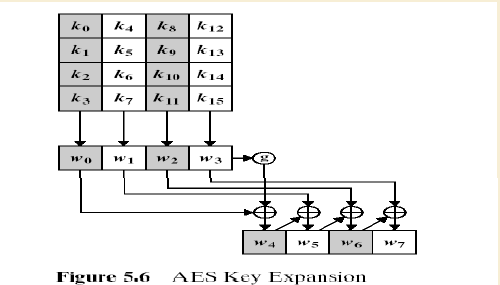 k0 k4 k8 k12
k1 k5 k9 k13
k2 k6 k10 k14
k3 k7 k11 k15
w0 w1 w2 w3 g
w4 w5 w6 w7
Figure 5.6 AES Key Expansion